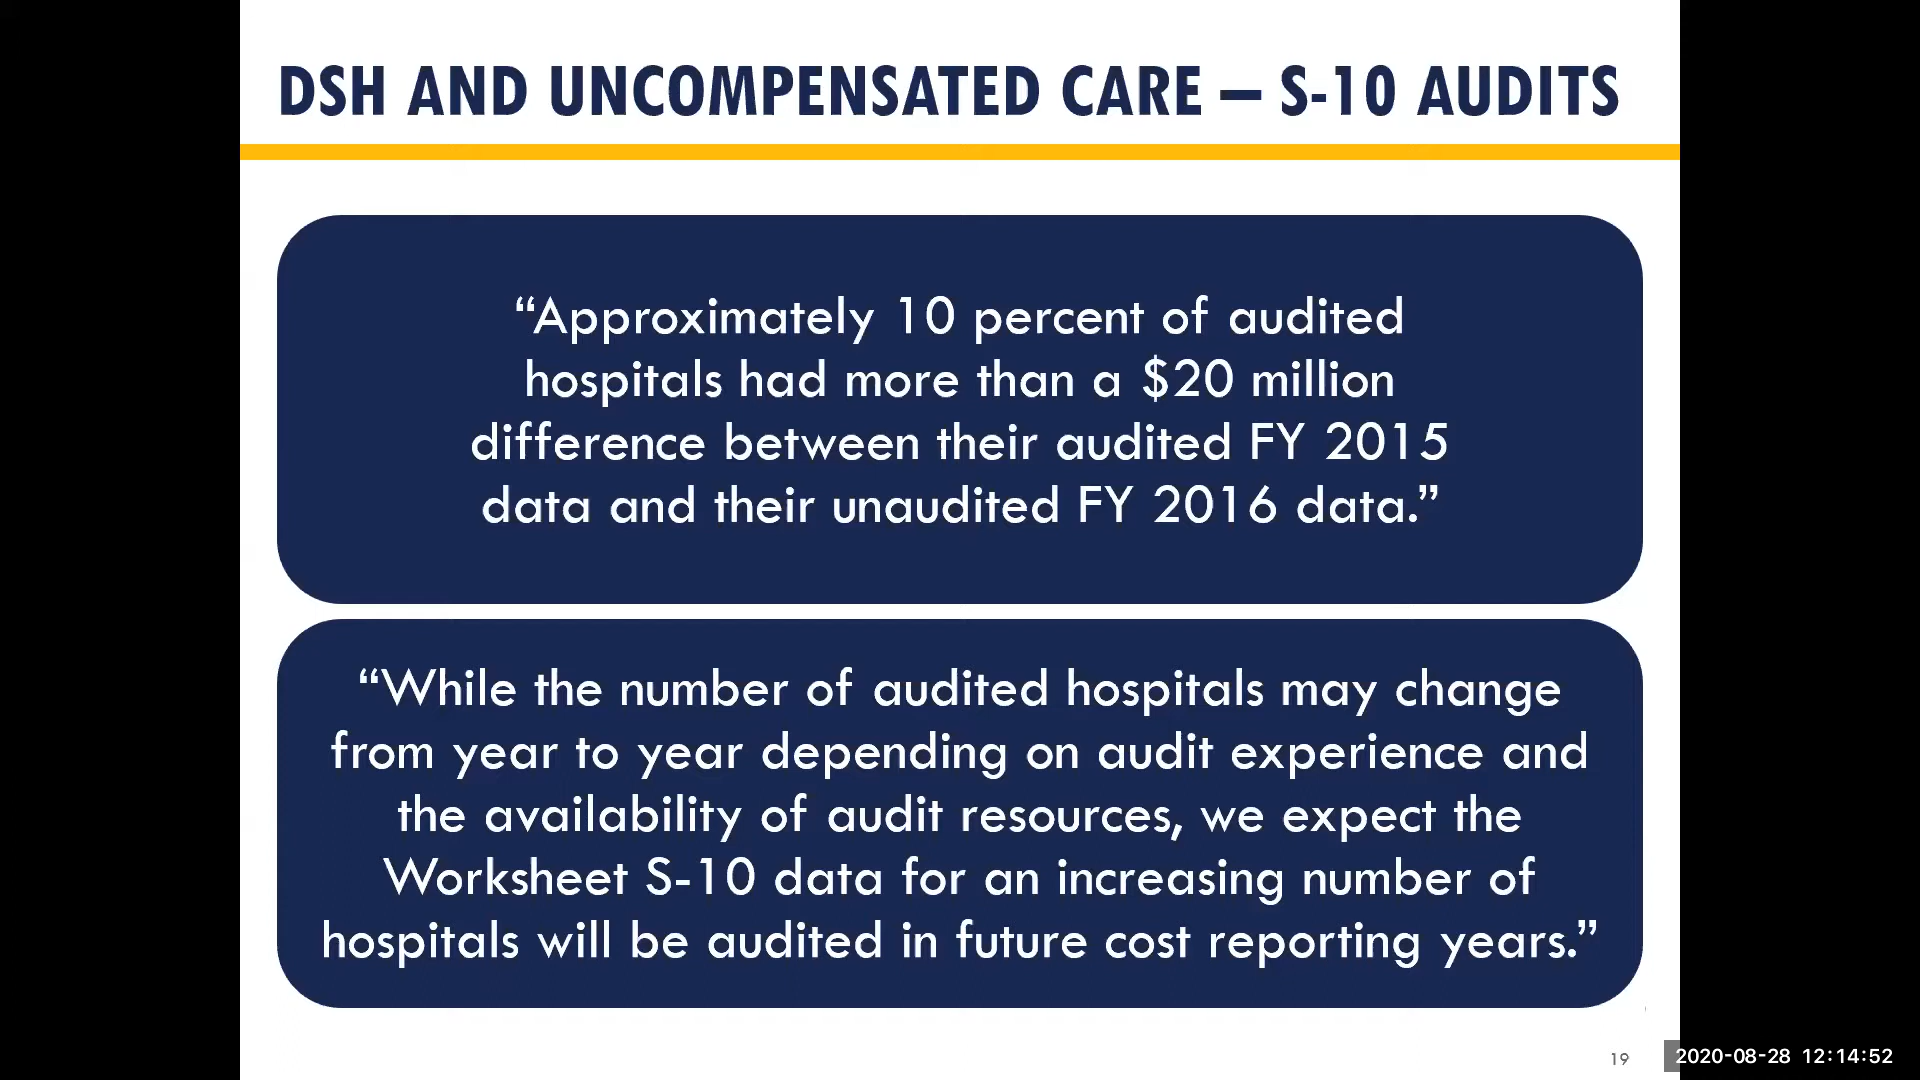 DSH AND UNCOMPENSATED CARE – S-10 AUDITS
“Approximately 10 percent of audited
hospitals had more than a $20 million
difference between their audited FY 2015
data and their unaudited FY 2016 data.”
“While the number of audited hospitals may change
from year to year depending on audit experience and
the availability of audit resources, we expect the
Worksheet S-10 data for an increasing number of
hospitals will be audited in future cost reporting years.”
19
2020-08-28 12:14:52